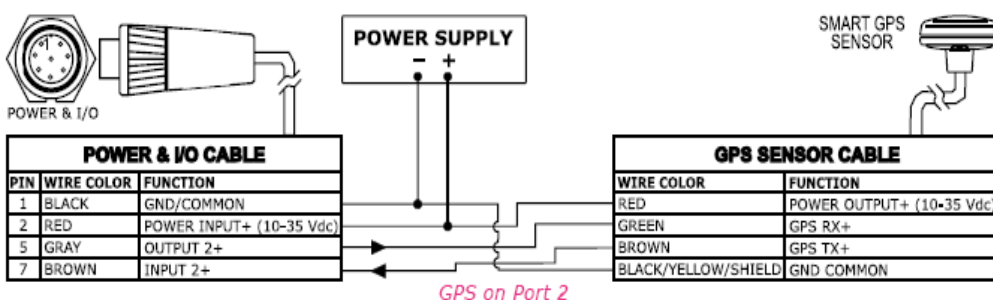 SMART GPS
SENSOR
POWER SUPPLY
- +
1
POWER & I/O
POWER & I/O CABLE
PIN WIRE COLOR FUNCTION
1 BLACK GND/COMMON
2 RED POWER INPUT+ (10-35 Vdc)
5 GRAY OUTPUT 2+
7 BROWN INPUT 2+
GPS SENSOR CABLE
WIRE COLOR FUNCTION
RED POWER OUTPUT+ (10-35 Vdc)
GREEN GPS RX+
BROWN GPS TX+
BLACK/YELLOW/SHIELD GND COMMON
GPS on Port 2